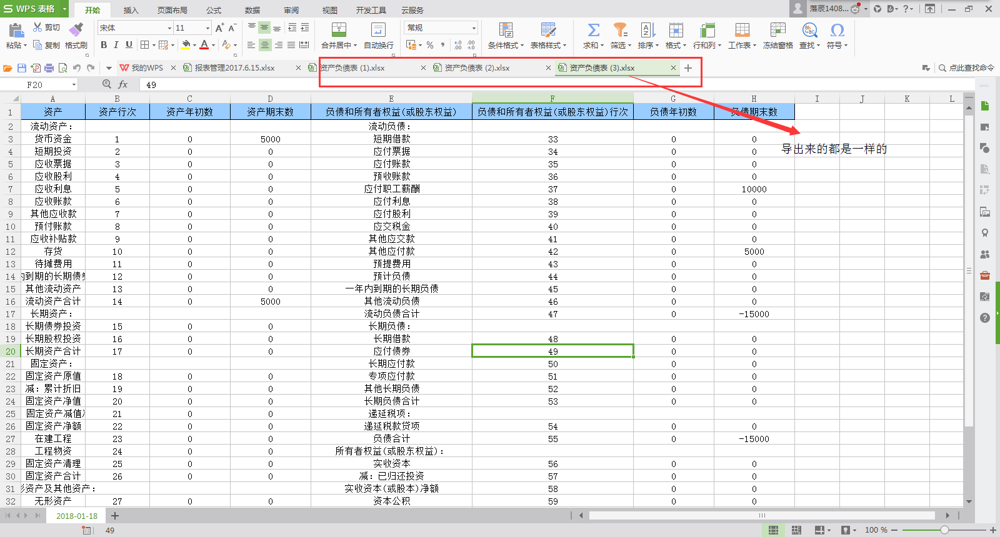 WPS 表格
开始 插入 页面布局 公式 数据 审阅 视图 开发工具 云服务 落辰1408...
粘贴 剪切 复制 格式刷 宋体 11 B I U A 合并居中 自动换行 常规 条件格式 表格样式 求和 筛选 排序 格式 行和列 工作表 冻结窗格 查找 符号
我的WPS 报表管理2017.6.15.xlsx 资产负债表 (1).xlsx 资产负债表 (2).xlsx 资产负债表 (3).xlsx 点此查找命令
F20 fx 49
A B C D E F G H I J K L
1 资产 资产行次 资产年初数 资产期末数 负债和所有者权益(或股东权益) 负债和所有者权益(或股东权益)行次 负债年初数 负债期末数
2 流动资产: 流动负债:
3 货币资金 1 0 5000 短期借款 33 0 0
导出来的都是一样的
4 短期投资 2 0 0 应付票据 34 0 0
5 应收票据 3 0 0 应付账款 35 0 0
6 应收股利 4 0 0 预收账款 36 0 0
7 应收利息 5 0 0 应付职工薪酬 37 0 10000
8 应收账款 6 0 0 应付利息 38 0 0
9 其他应收款 7 0 0 应付股利 39 0 0
10 预付账款 8 0 0 应交税金 40 0 0
11 应收补贴款 9 0 0 其他应交款 41 0 0
12 存货 10 0 0 其他应付款 42 0 5000
13 待摊费用 11 0 0 预提费用 43 0 0
14 内到期的长期债券 12 0 0 预计负债 44 0 0
15 其他流动资产 13 0 0 一年内到期的长期负债 45 0 0
16 流动资产合计 14 0 5000 其他流动负债 46 0 0
17 长期资产: 流动负债合计 47 0 -15000
18 长期债券投资 15 0 0 长期负债:
19 长期股权投资 16 0 0 长期借款 48 0 0
20 长期资产合计 17 0 0 应付债券 49 0 0
21 固定资产: 长期应付款 50 0 0
22 固定资产原值 18 0 0 专项应付款 51 0 0
23 减: 累计折旧 19 0 0 其他长期负债 52 0 0
24 固定资产净值 20 0 0 长期负债合计 53 0 0
25 固定资产减值 21 0 0 递延税项:
26 固定资产净额 22 0 0 递延税款贷项 54 0 0
27 在建工程 23 0 0 负债合计 55 0 -15000
28 工程物资 24 0 0 所有者权益(或股东权益):
29 固定资产清理 25 0 0 实收资本 56 0 0
30 固定资产合计 26 0 0 减: 已归还投资 57 0 0
31 形资产及其他资产: 实收资本(或股本)净额 58 0 0
32 无形资产 27 0 0 资本公积 59 0 0
2018-01-18
49 100 %